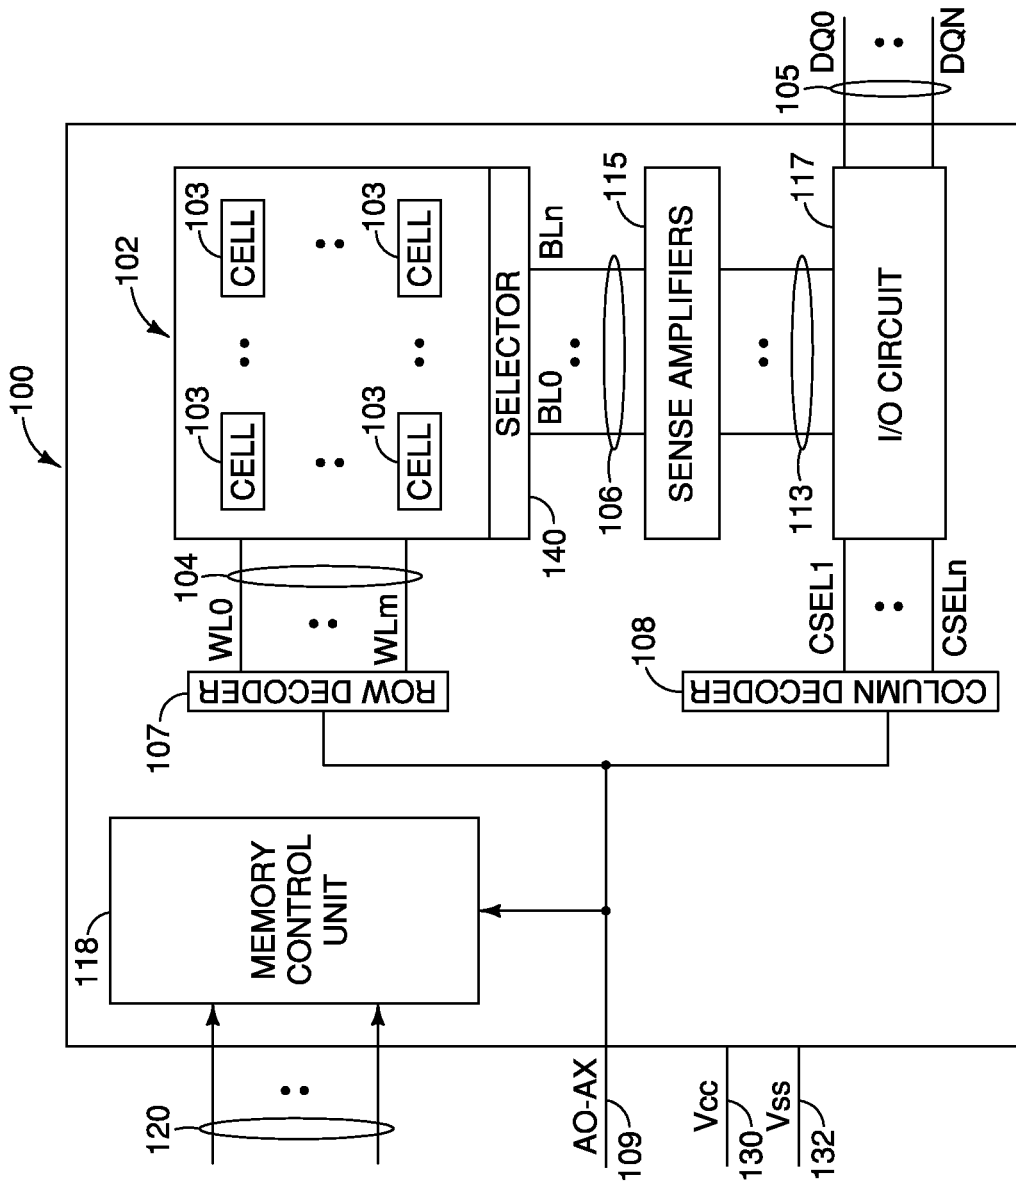 100
102
103
CELL
103
CELL
103
CELL
103
CELL
SELECTOR
140
104
WL0
WLm
107
ROW DECODER
118
MEMORY
CONTROL
UNIT
120
BL0
BLn
106
115
SENSE AMPLIFIERS
113
117
I/O CIRCUIT
105
DQ0
DQN
CSEL1
CSELn
108
COLUMN DECODER
AO-AX
109
Vcc
130
Vss
132